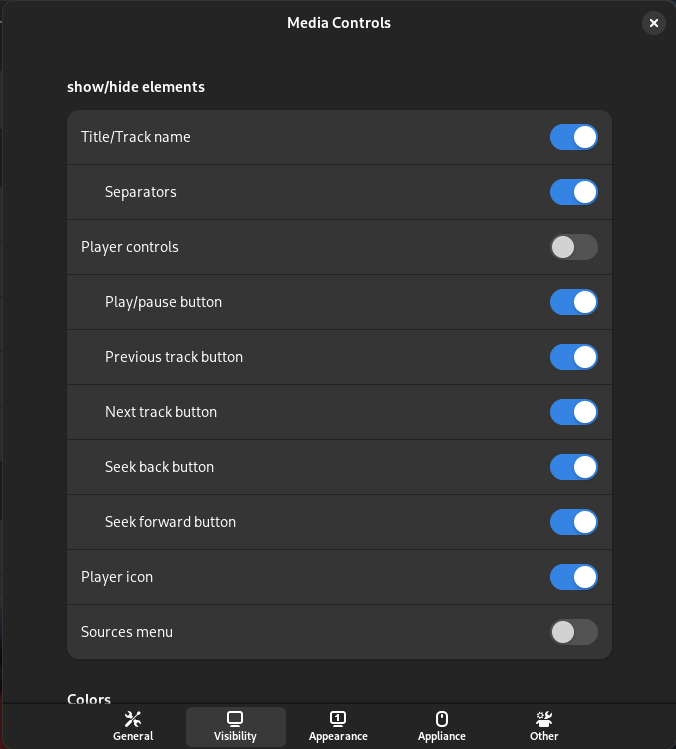 Media Controls
show/hide elements
Title/Track name
Separators
Player controls
Play/pause button
Previous track button
Next track button
Seek back button
Seek forward button
Player icon
Sources menu
Colors
General
Visibility
Appearance
Appliance
Other